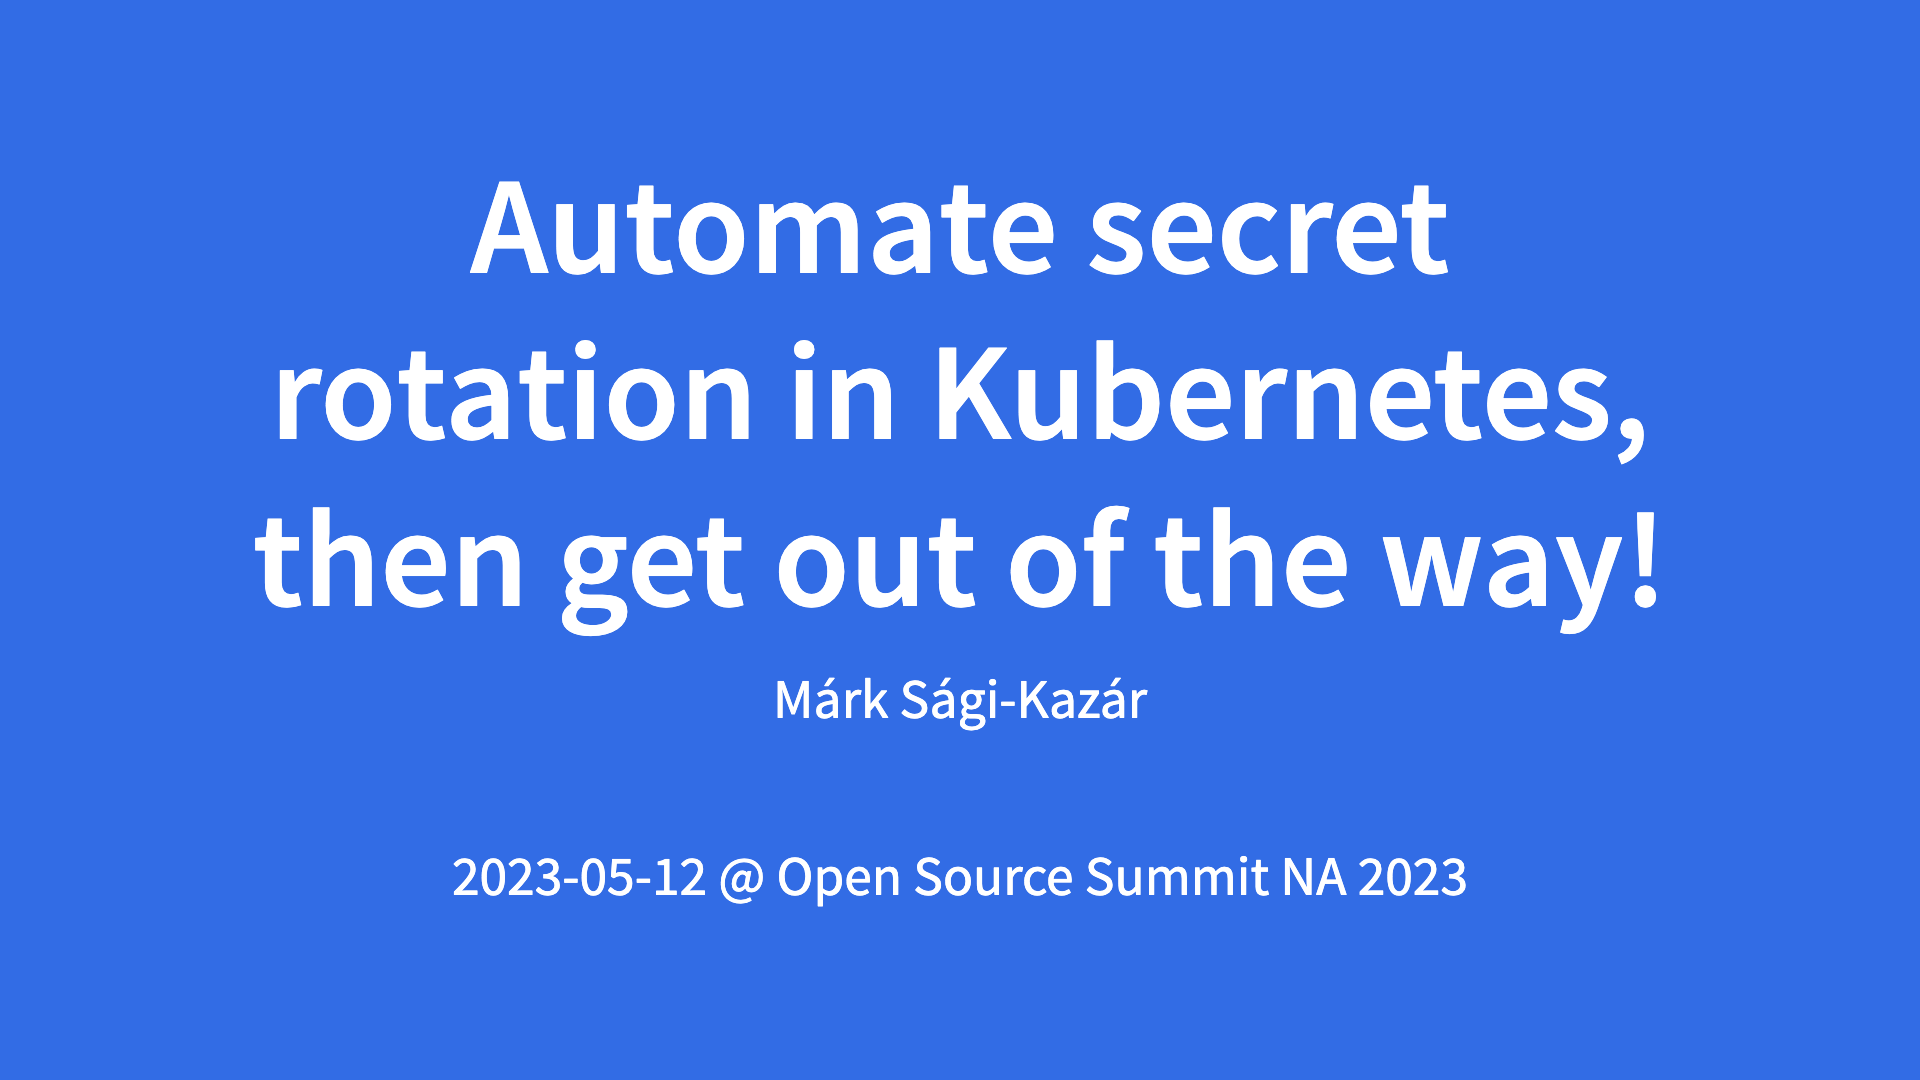 Automate secret
rotation in Kubernetes,
then get out of the way!
Márk Sági-Kazár
2023-05-12 @ Open Source Summit NA 2023